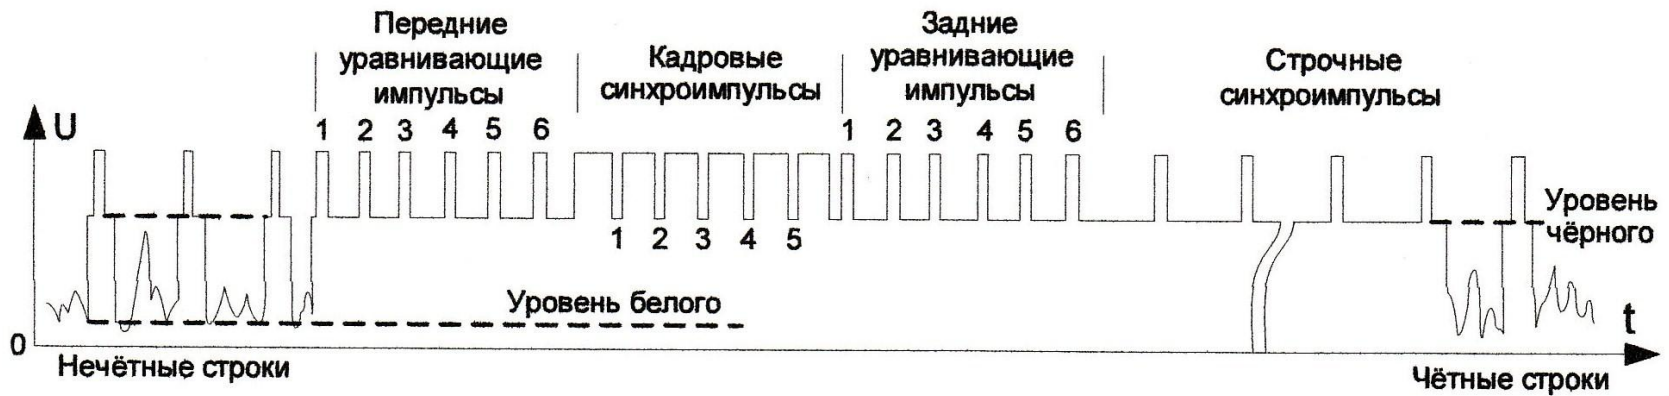 Передние
уравнивающие
импульсы
Кадровые
синхроимпульсы
Задние
уравнивающие
импульсы
Строчные
синхроимпульсы
U
1 2 3 4 5 6
1 2 3 4 5 6
1 2 3 4 5
Уровень
чёрного
Уровень белого
t
0
Нечётные строки
Чётные строки